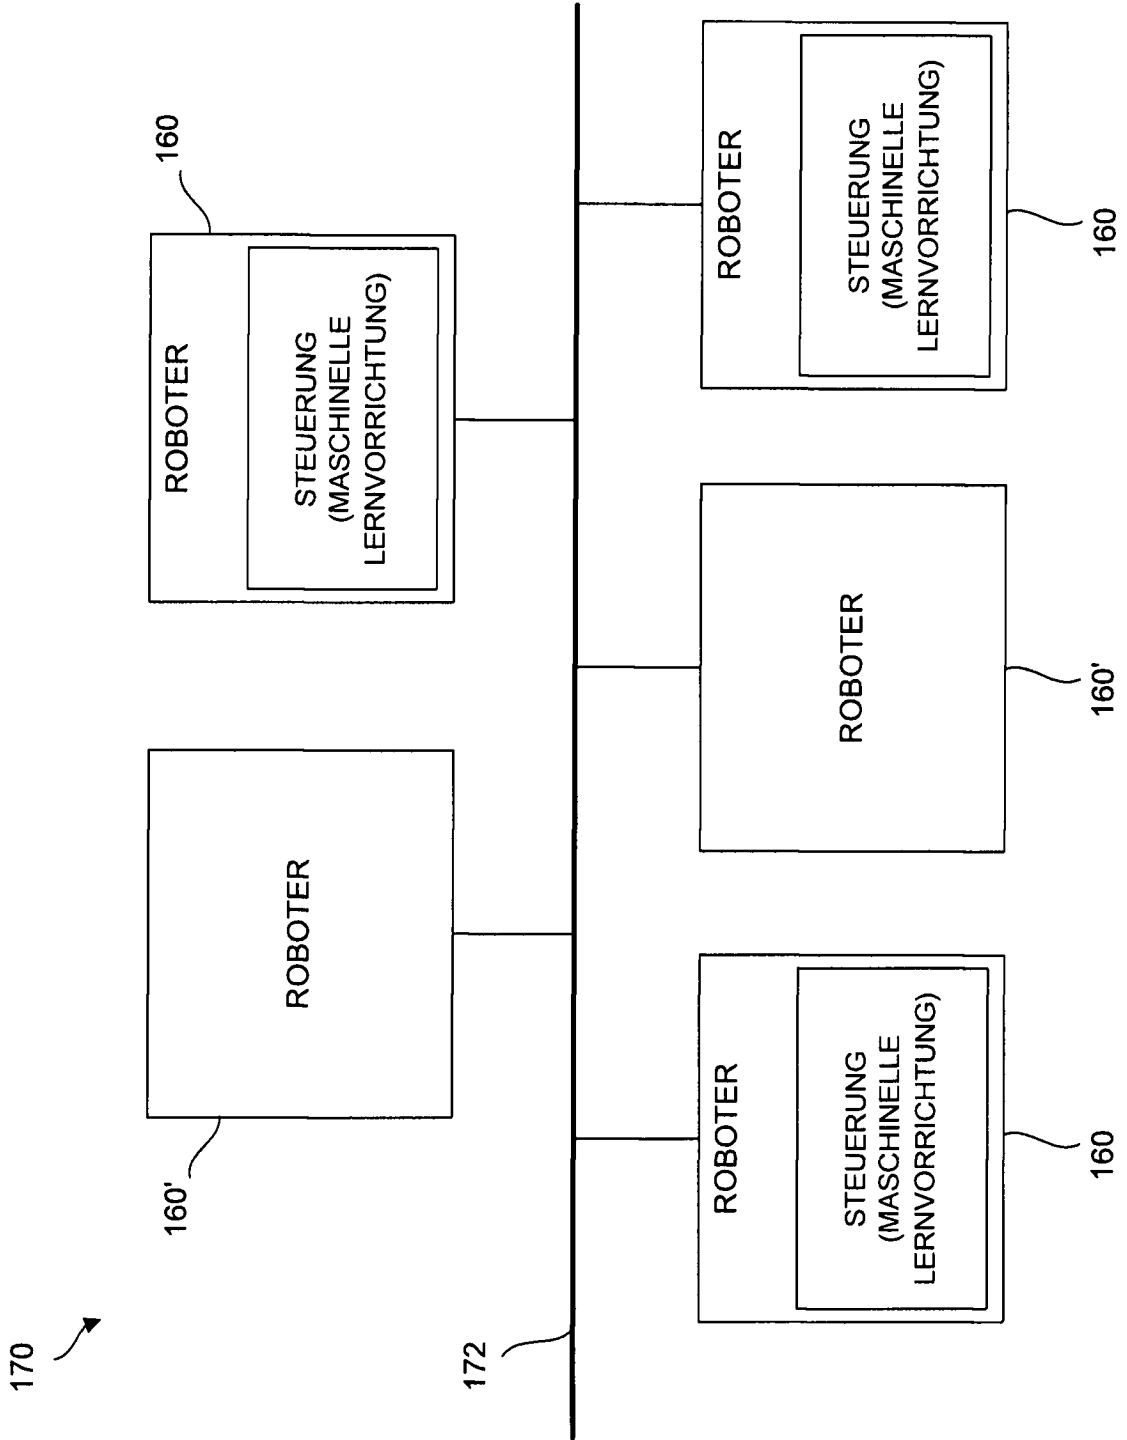 170
160'
160
ROBOTER
ROBOTER
STEUERUNG
(MASCHINELLE
LERNVORRICHTUNG)
172
ROBOTER
STEUERUNG
(MASCHINELLE
LERNVORRICHTUNG)
160
ROBOTER
160'
ROBOTER
STEUERUNG
(MASCHINELLE
LERNVORRICHTUNG)
160